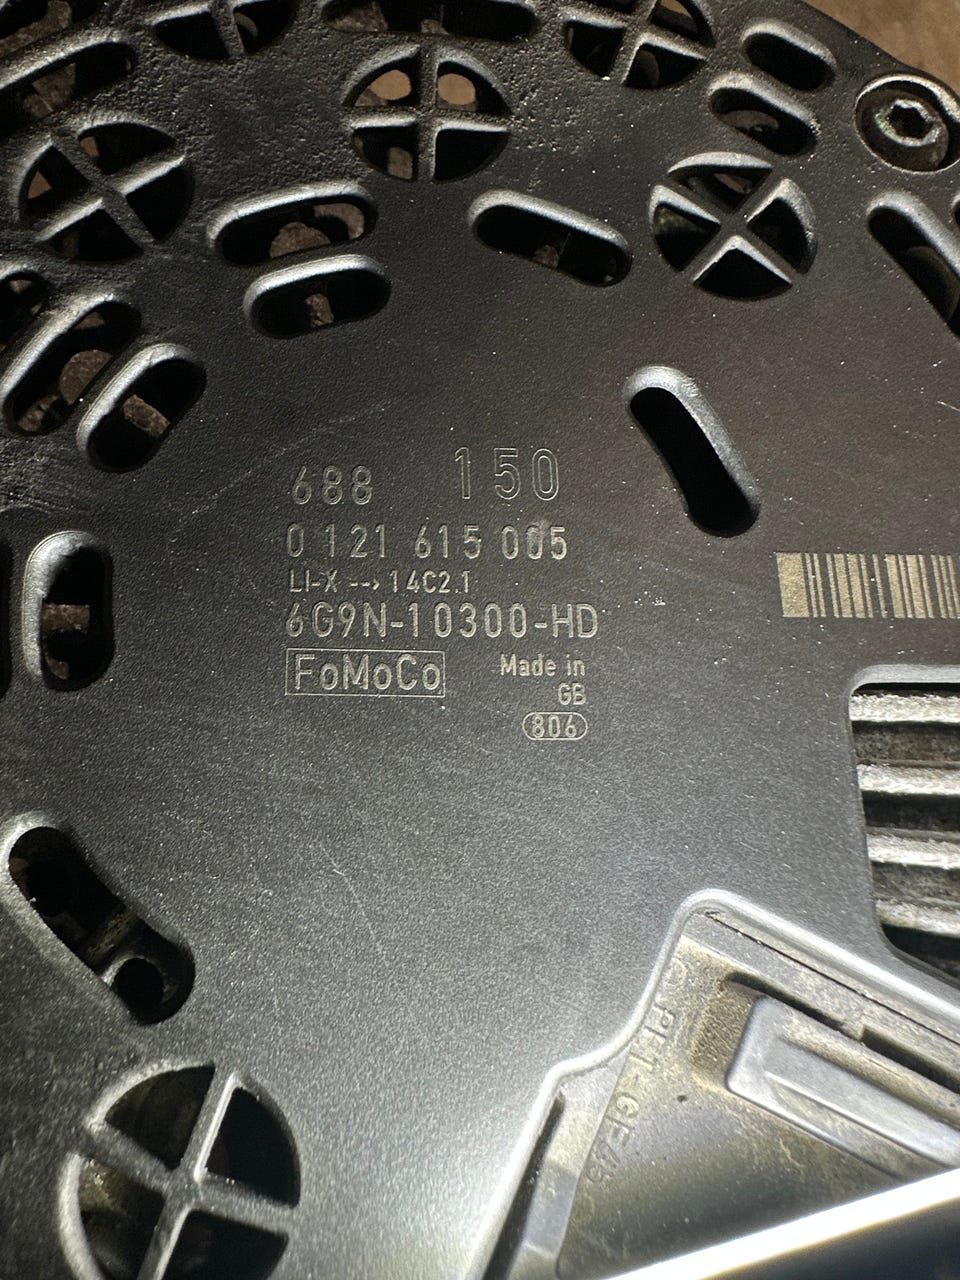 688 150
0 121 615 005
LI-X --> 14C2.1
6G9N-10300-HD
FoMoCo Made in
GB
806